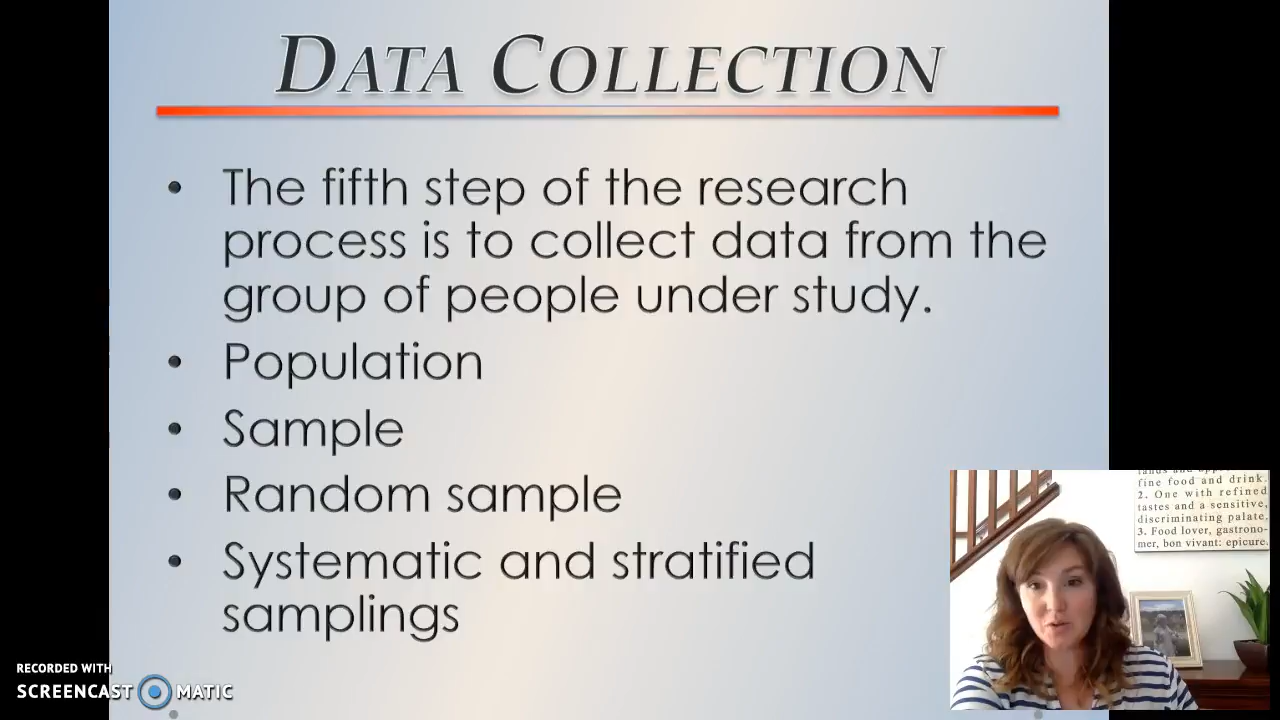 DATA COLLECTION
• The fifth step of the research
process is to collect data from the
group of people under study.
• Population
• Sample
• Random sample
• Systematic and stratified
samplings
fine food and drink.
2. One with refined
tastes and a sensitive,
discriminating palate.
3. Food lover, gastrono-
mer, bon vivant: epicure.
RECORDED WITH
SCREENCAST MATIC